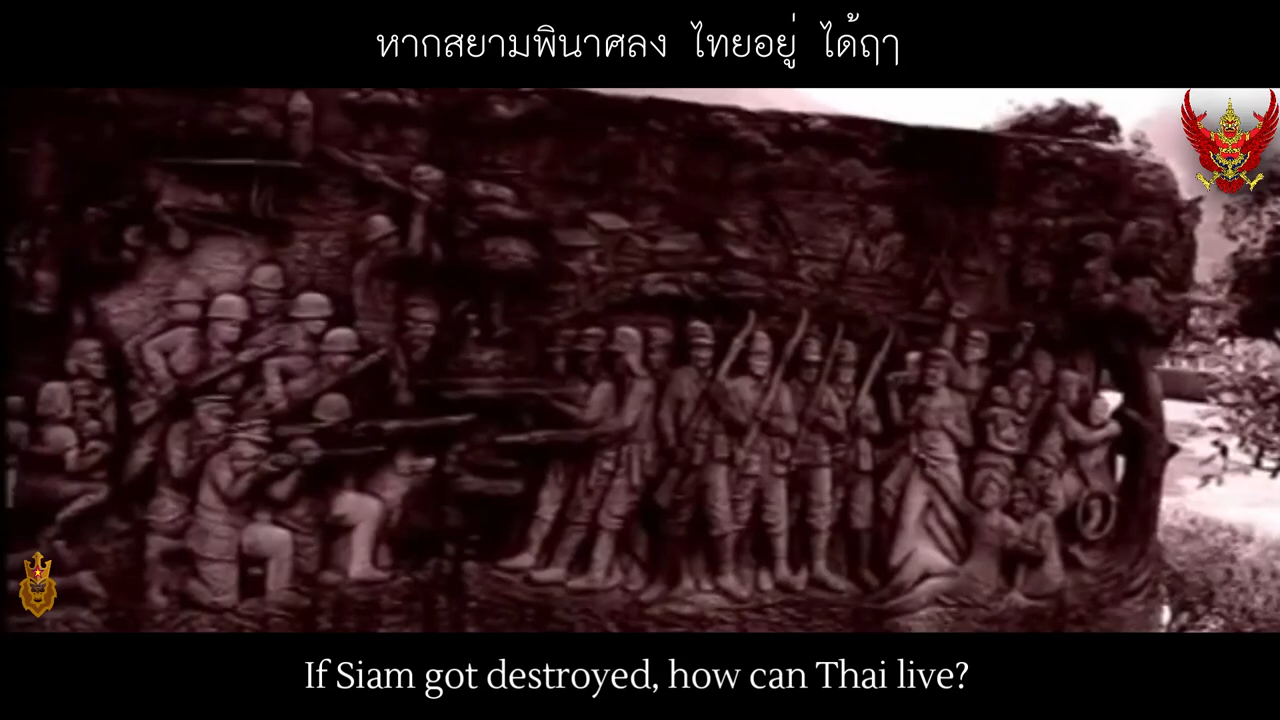 หากสยามพินาศลง ไทยอยู่ ได้ฤๅ
If Siam got destroyed, how can Thai live?